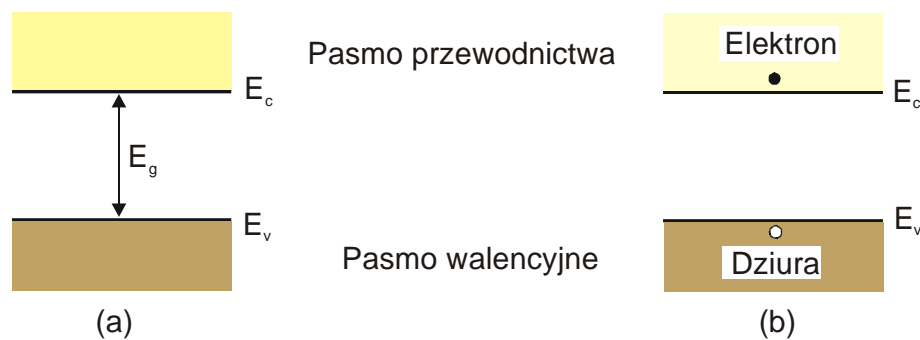 Pasmo przewodnictwa
Elektron
E_c
E_c
E_g
E_v
E_v
Pasmo walencyjne
Dziura
(a)
(b)